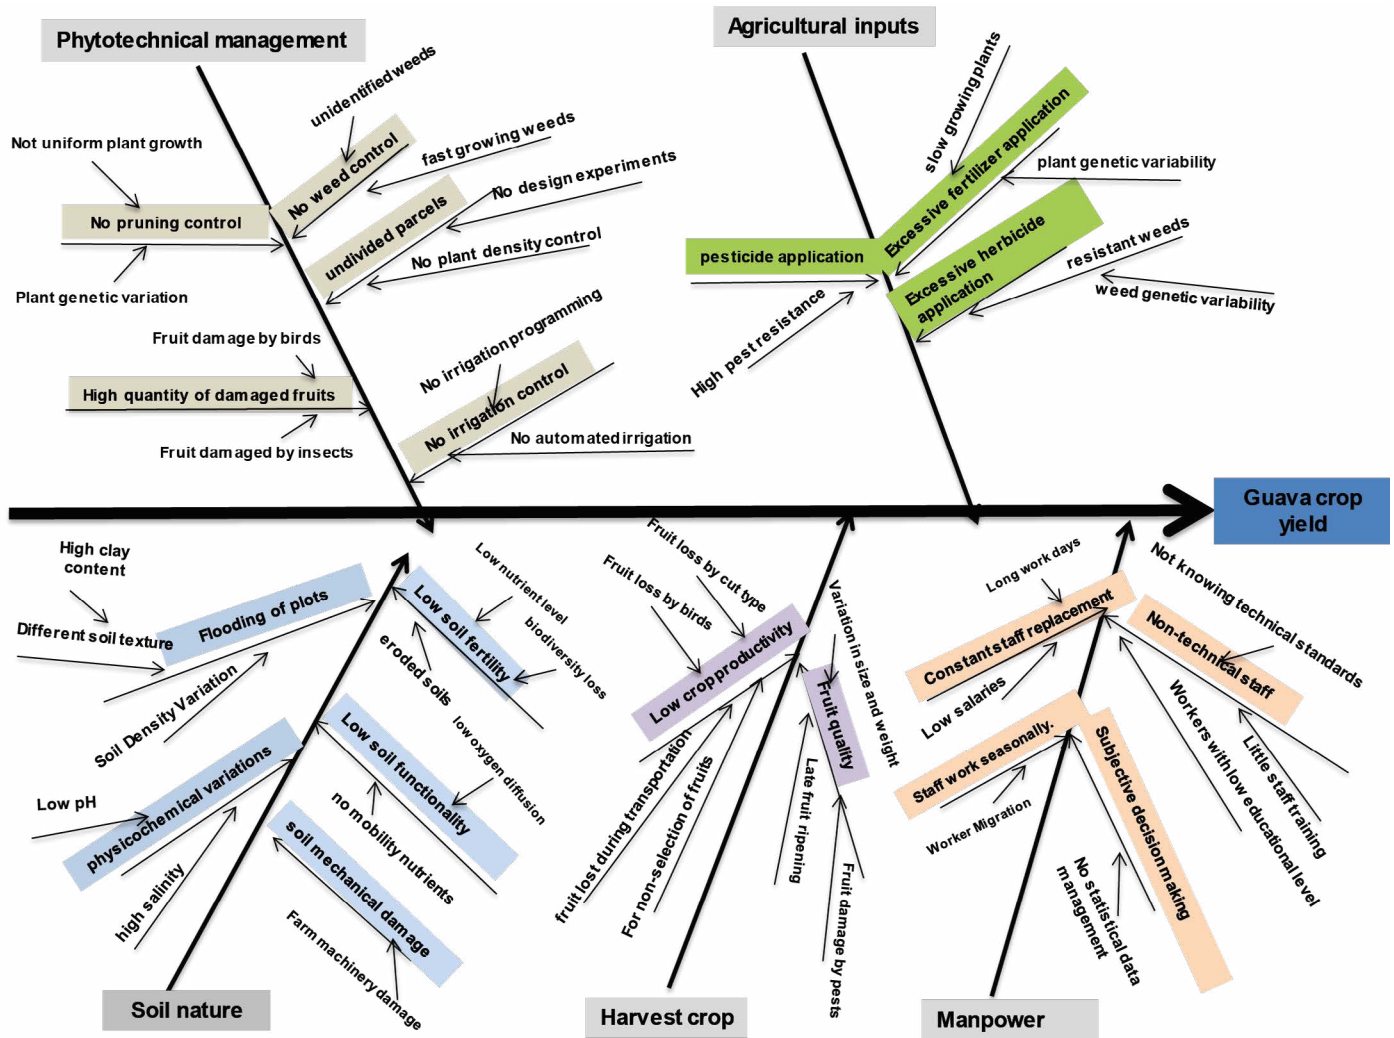 Phytotechnical management
Agricultural inputs
unidentified weeds
Not uniform plant growth
No weed control
fast growing weeds
No pruning control
undivided parcels
No design experiments
No plant density control
Plant genetic variation
Fruit damage by birds
High quantity of damaged fruits
Fruit damaged by insects
No irrigation programming
No irrigation control
No automated irrigation
slow growing plants
Excessive fertilizer application
plant genetic variability
pesticide application
Excessive herbicide
application
resistant weeds
weed genetic variability
High pest resistance
Guava crop
yield
High clay
content
Different soil texture
Flooding of plots
Soil Density Variation
Low nutrient level
Low soil fertility
biodiversity loss
eroded soils
Low pH
physicochemical variations
high salinity
low oxygen diffusion
Low soil functionality
no mobility nutrients
soil mechanical damage
Farm machinery damage
Soil nature
Fruit loss by cut type
Fruit loss by birds
Low crop productivity
fruit lost during transportation
For non-selection of fruits
Variation in size and weight
Fruit quality
Late fruit ripening
Fruit damage by pests
Harvest crop
Long work days
Constant staff replacement
Low salaries
Not knowing technical standards
Non-technical staff
Workers with low educational level
Little staff training
Staff work seasonally.
Worker Migration
Subjective decision making
No statistical data
management
Manpower